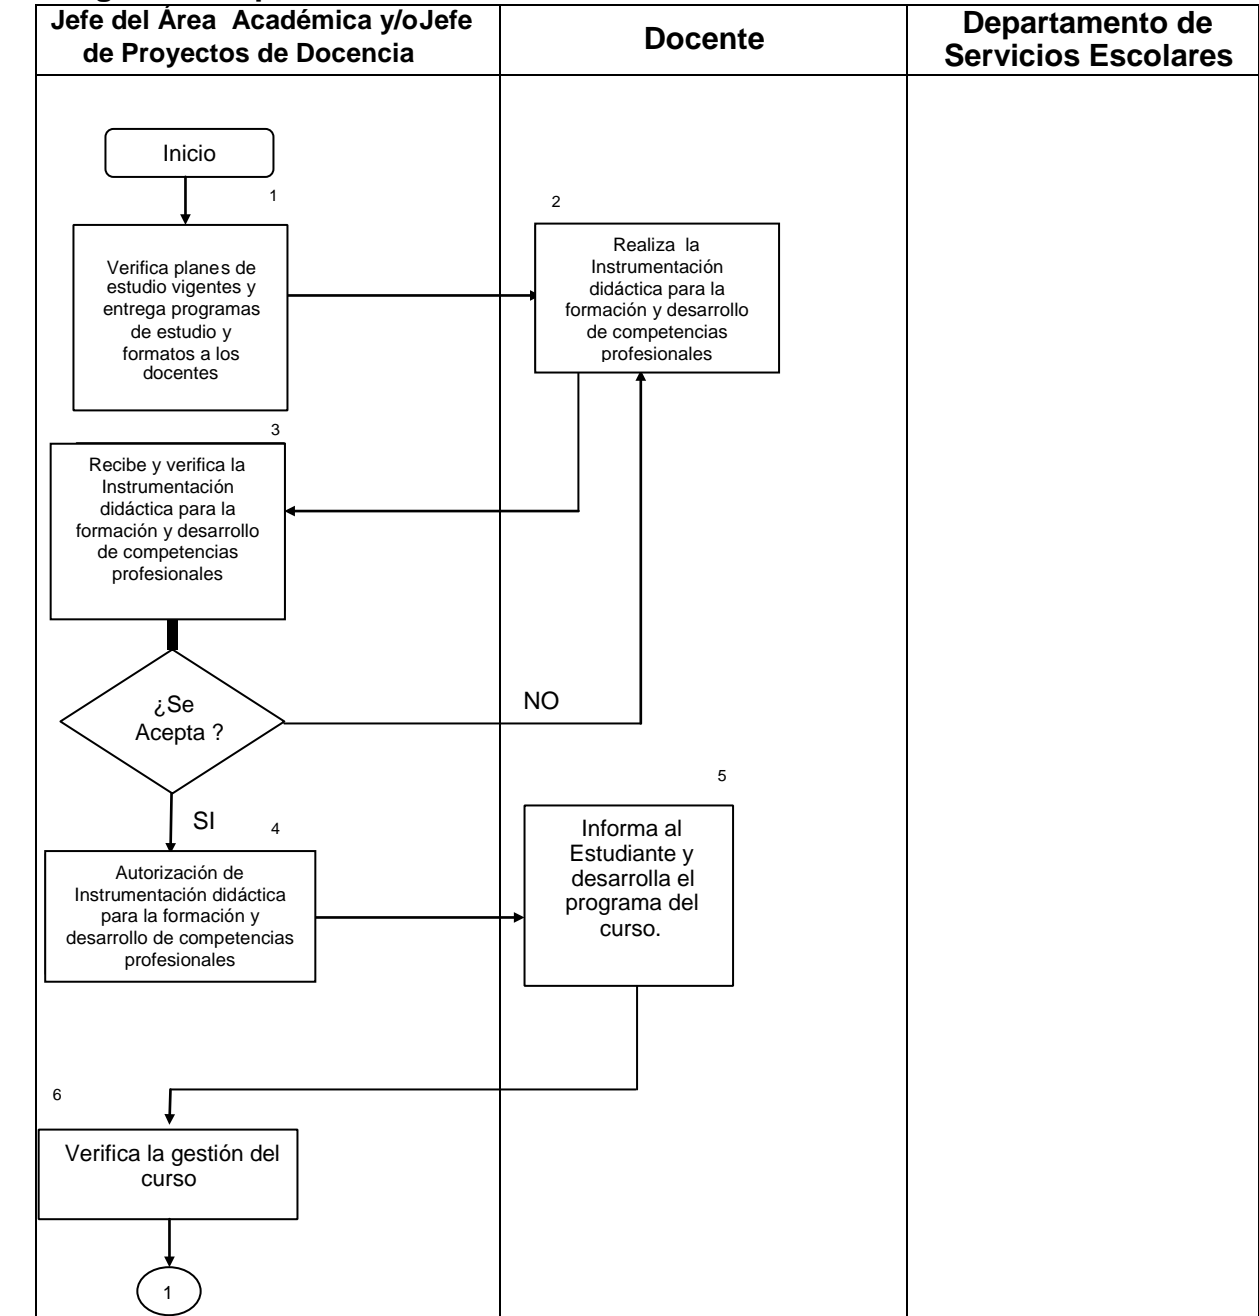 Jefe del Área Académica y/oJefe
de Proyectos de Docencia
Docente
Departamento de
Servicios Escolares
Inicio
1
Verifica planes de
estudio vigentes y
entrega programas
de estudio y
formatos a los
docentes
2
Realiza la
Instrumentación
didáctica para la
formación y desarrollo
de competencias
profesionales
3
Recibe y verifica la
Instrumentación
didáctica para la
formación y desarrollo
de competencias
profesionales
¿Se
Acepta ?
NO
SI
4
Autorización de
Instrumentación didáctica
para la formación y
desarrollo de competencias
profesionales
5
Informa al
Estudiante y
desarrolla el
programa del
curso.
6
Verifica la gestión del
curso
1